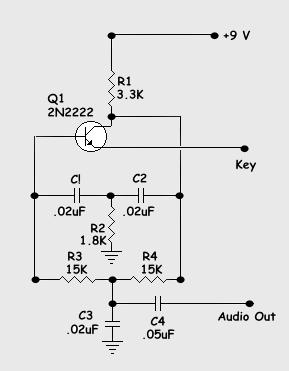 +9 V
R1
3.3K
Q1
2N2222
Key
C1
C2
.02uF
.02uF
R2
1.8K
R3
R4
15K
15K
C3
.02uF
C4
.05uF
Audio Out